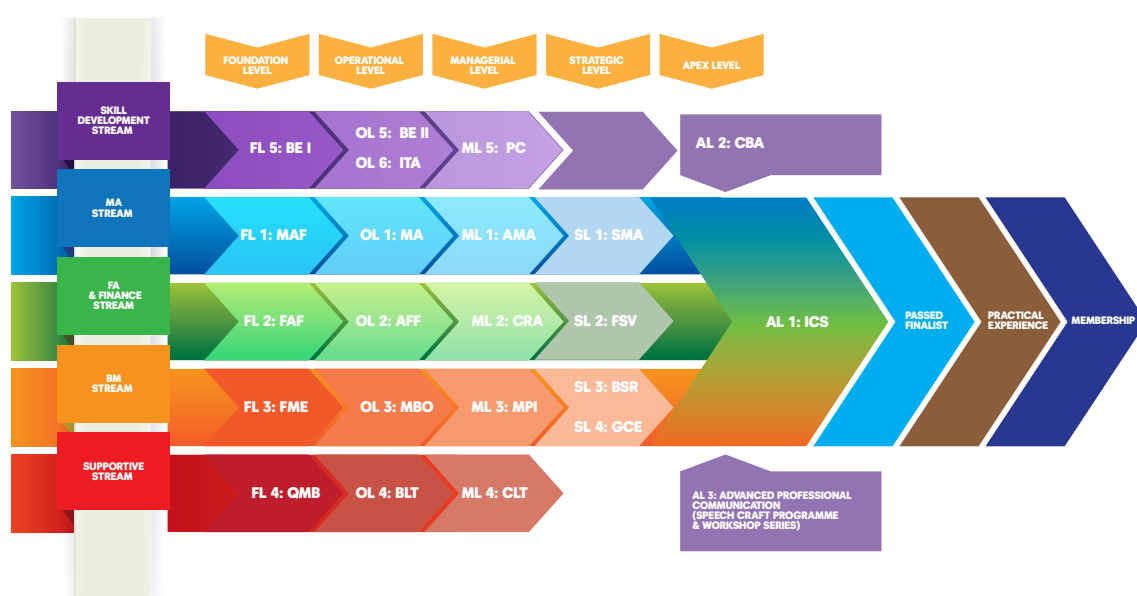 FOUNDATION
LEVEL
OPERATIONAL
LEVEL
MANAGERIAL
LEVEL
STRATEGIC
LEVEL
APEX LEVEL
SKILL
DEVELOPMENT
STREAM
FL 5: BE I
OL 5: BE II
OL 6: ITA
ML 5: PC
AL 2: CBA
MA
STREAM
FL 1: MAF
OL 1: MA
ML 1: AMA
SL 1: SMA
FA
& FINANCE
STREAM
FL 2: FAF
OL 2: AFF
ML 2: CRA
SL 2: FSV
AL 1: ICS
PASSED
FINALIST
PRACTICAL
EXPERIENCE
MEMBERSHIP
BM
STREAM
FL 3: FME
OL 3: MBO
ML 3: MPI
SL 3: BSR
SL 4: GCE
SUPPORTIVE
STREAM
FL 4: QMB
OL 4: BLT
ML 4: CLT
AL 3: ADVANCED PROFESSIONAL
COMMUNICATION
(SPEECH CRAFT PROGRAMME
& WORKSHOP SERIES)